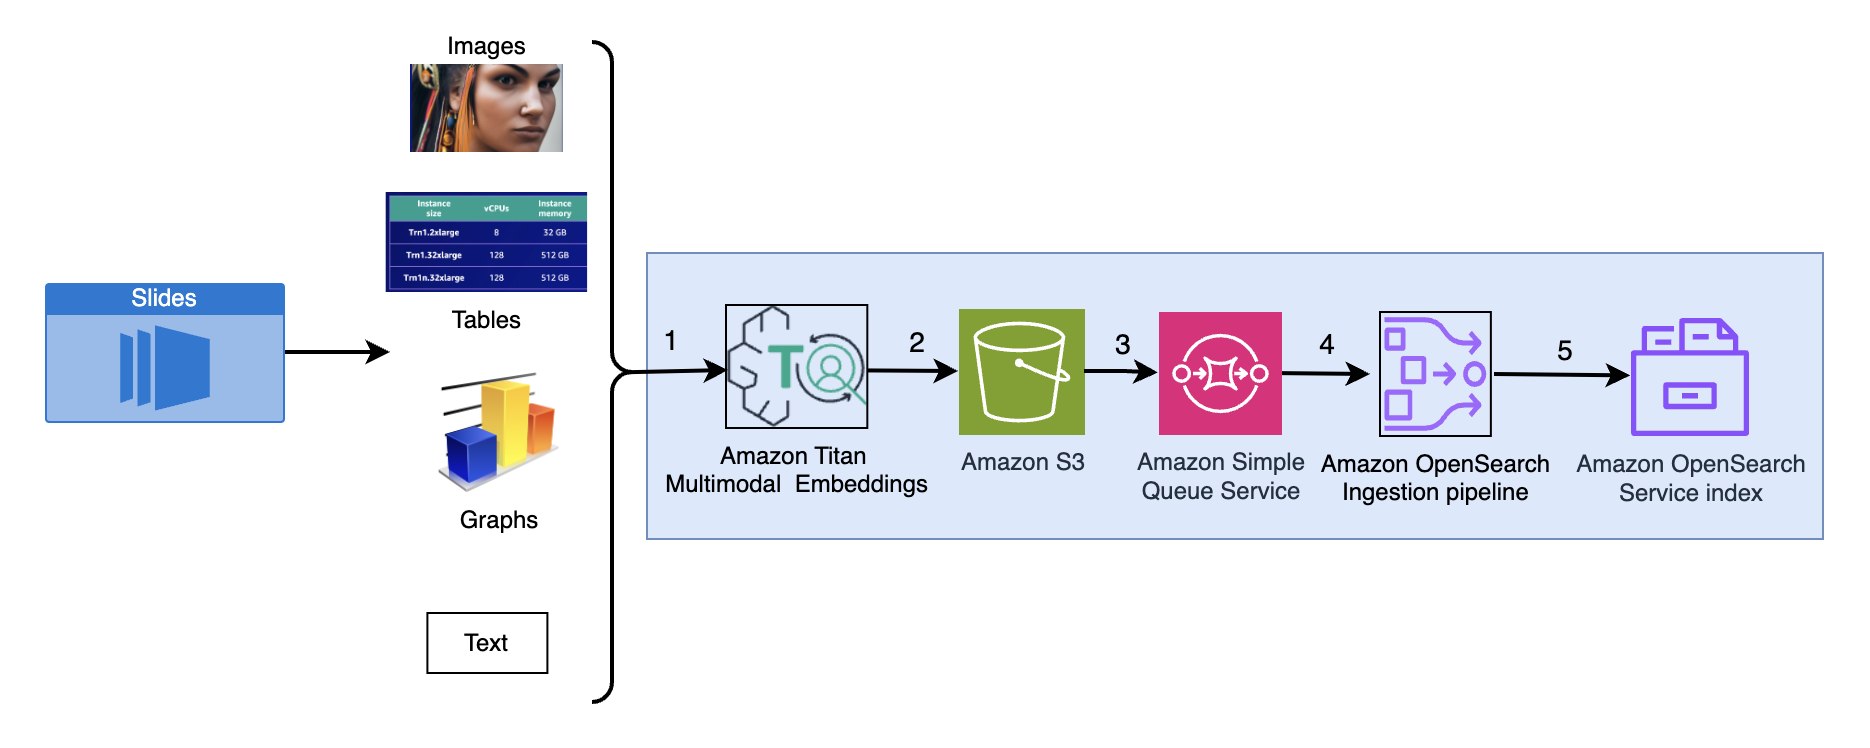 Images
Instance
size
vCPUs
Instance
memory
Trn1.2xlarge 8 32 GB
Trn1.32xlarge 128 512 GB
Trn1n.32xlarge 128 512 GB
Tables
Slides
Graphs
Text
1
2
3
4
5
T
Amazon Titan
Multimodal Embeddings
Amazon S3
Amazon Simple
Queue Service
Amazon OpenSearch
Ingestion pipeline
Amazon OpenSearch
Service index